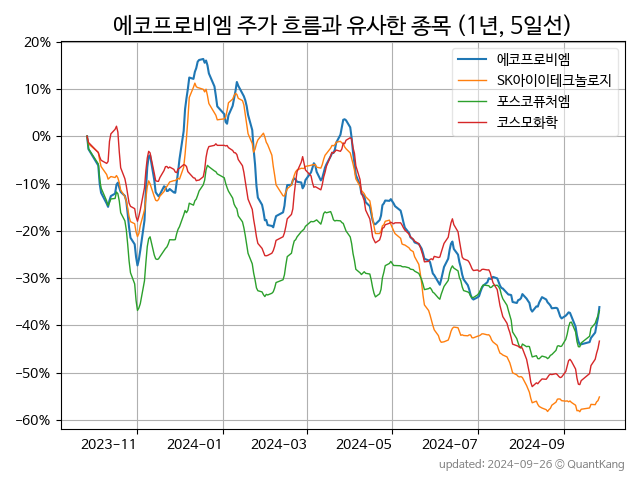 에코프로비엠 주가 흐름과 유사한 종목 (1년, 5일선)
에코프로비엠
SK아이이테크놀로지
포스코퓨처엠
코스모화학
20%
10%
0%
−10%
−20%
−30%
−40%
−50%
−60%
2023−11 2024−01 2024−03 2024−05 2024−07 2024−09
updated: 2024-09-26 © QuantKang